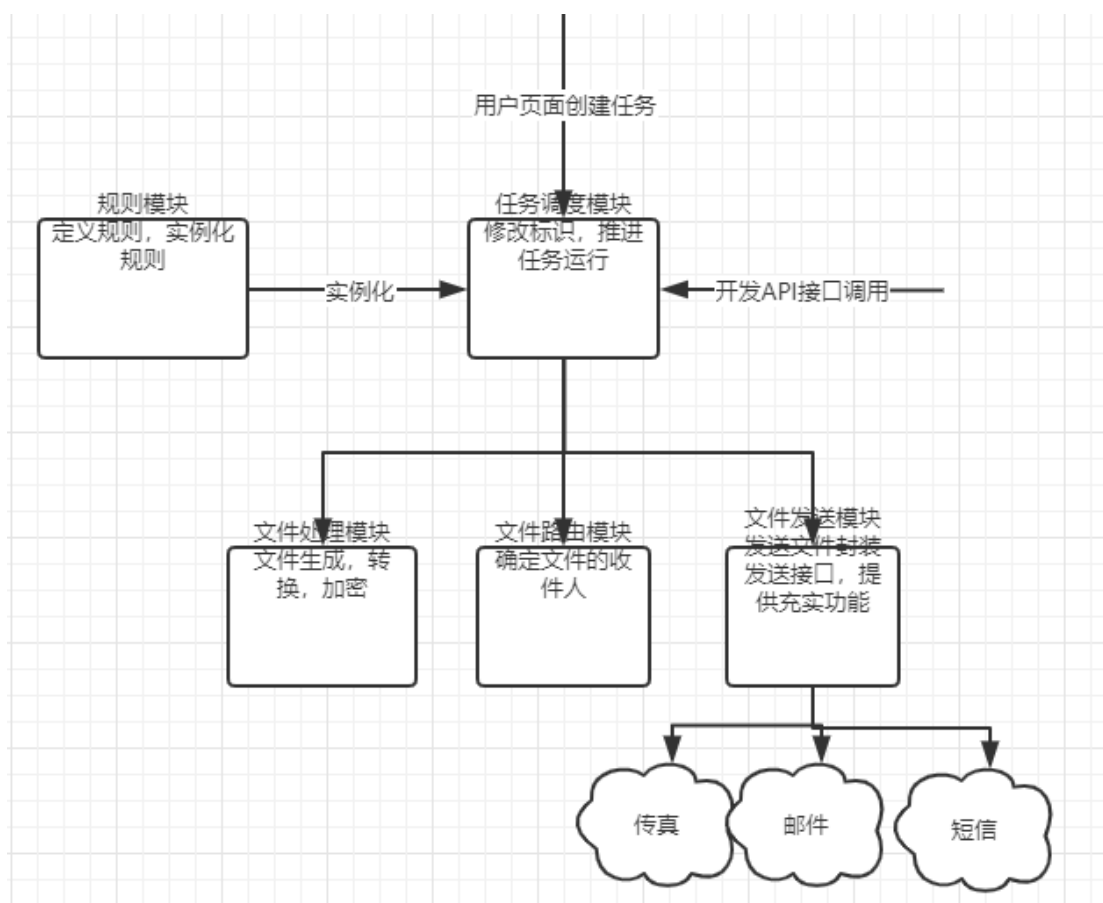 用户页面创建任务
规则模块
定义规则，实例化
规则
任务调度模块
修改标识，推进
任务运行
实例化
开发API接口调用
文件处理模块
文件生成，转
换，加密
文件路由模块
确定文件的收
件人
文件发送模块
发送文件封装
发送接口，提
供充实功能
传真
邮件
短信